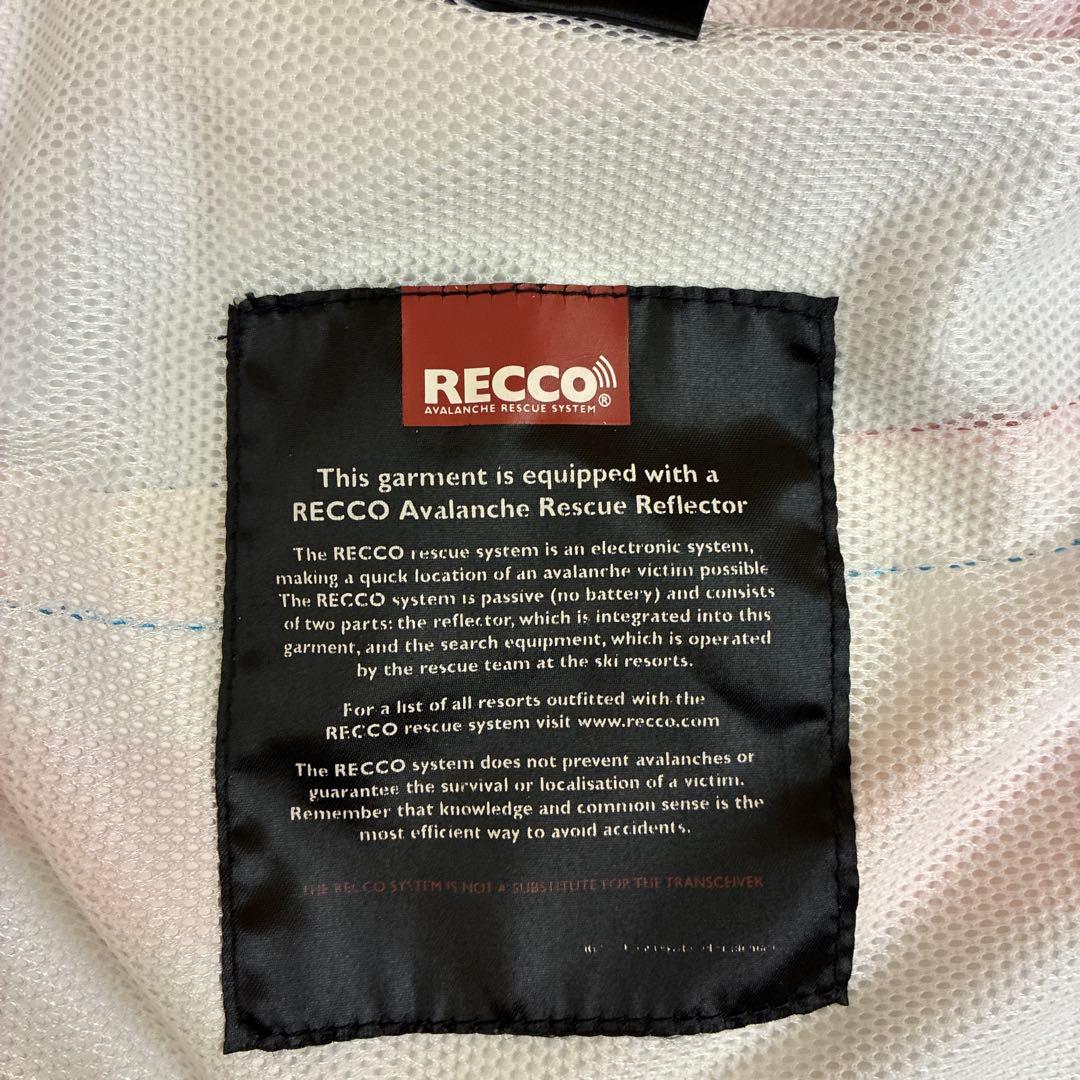 RECCO®
AVALANCHE RESCUE SYSTEM
This garment is equipped with a
RECCO Avalanche Rescue Reflector
The RECCO rescue system is an electronic system,
making a quick location of an avalanche victim possible
The RECCO system is passive (no battery) and consists
of two parts: the reflector, which is integrated into this
garment, and the search equipment, which is operated
by the rescue team at the ski resorts.
For a list of all resorts outfitted with the
RECCO rescue system visit www.recco.com
The RECCO system does not prevent avalanches or
guarantee the survival or localisation of a victim.
Remember that knowledge and common sense is the
most efficient way to avoid accidents.
THE RECCO SYSTEM IS NOT A SUBSTITUTE FOR THE TRANSCEIVER